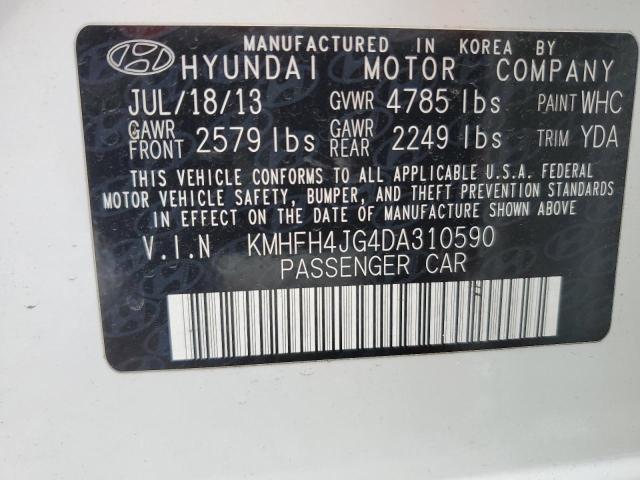 MANUFACTURED IN KOREA BY
HYUNDAI MOTOR COMPANY
JUL/18/13 GVWR 4785 lbs PAINT WHC
GAWR FRONT 2579 lbs GAWR REAR 2249 lbs TRIM YDA
THIS VEHICLE CONFORMS TO ALL APPLICABLE U.S.A. FEDERAL
MOTOR VEHICLE SAFETY, BUMPER, AND THEFT PREVENTION STANDARDS
IN EFFECT ON THE DATE OF MANUFACTURE SHOWN ABOVE
V.I.N KMHFH4JG4DA310590
PASSENGER CAR